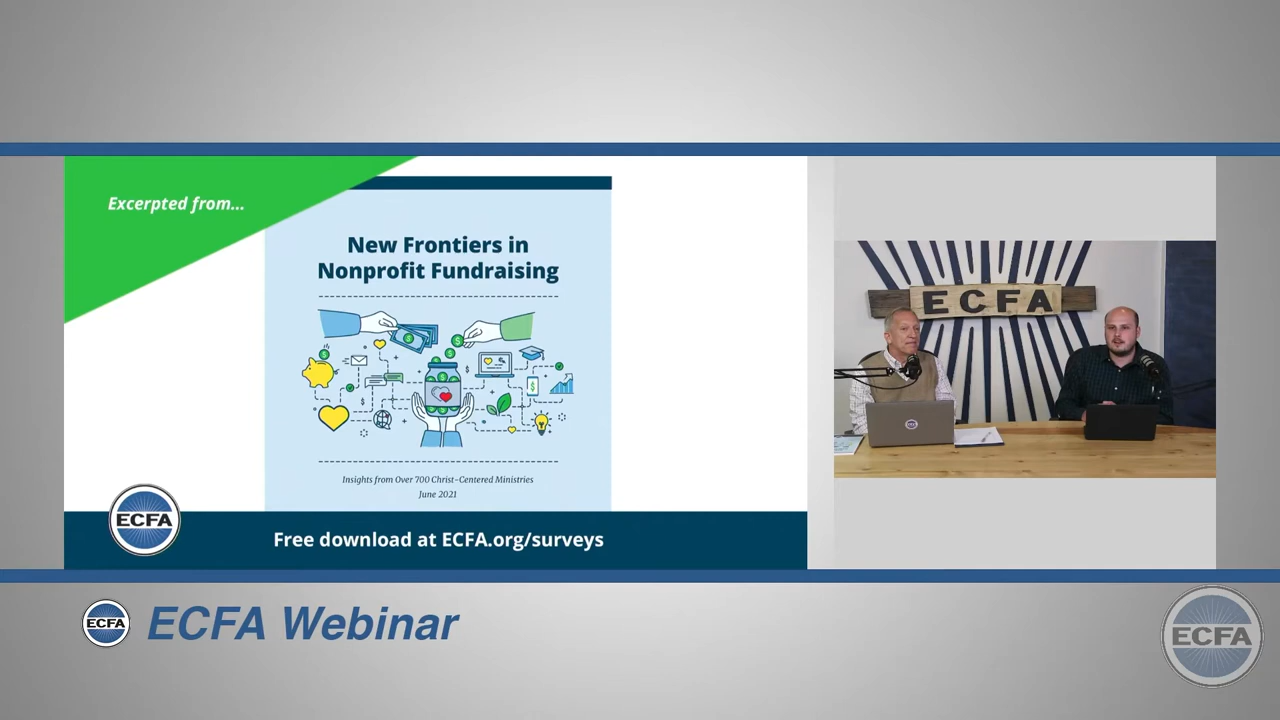 Excerpted from...
New Frontiers in
Nonprofit Fundraising
Insights from Over 700 Christ-Centered Ministries
June 2021
ECFA
Free download at ECFA.org/surveys
ECFA
ECFA
ECFA Webinar
ECFA